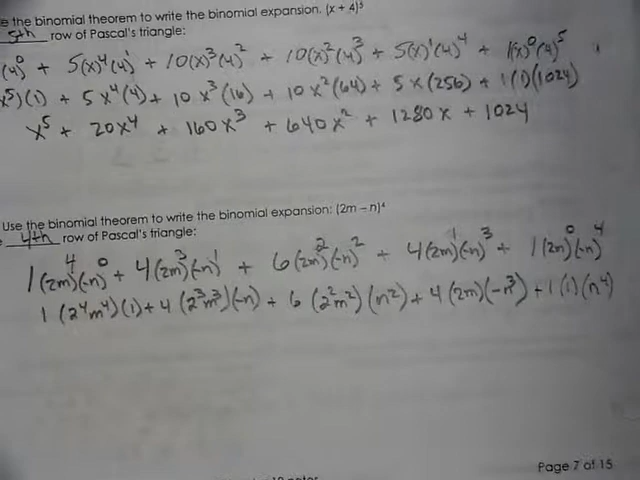 e the binomial theorem to write the binomial expansion. (x + 4)⁵
5th row of Pascal's triangle:
(4)⁰ + 5(x)⁴(4)¹ + 10(x)³(4)² + 10(x)²(4)³ + 5(x)¹(4)⁴ + 1(x)⁰(4)⁵
x⁵)(1) + 5x⁴(4) + 10x³(16) + 10x²(64) + 5x(256) + 1(1)(1024)
x⁵ + 20x⁴ + 160x³ + 640x² + 1280x + 1024
Use the binomial theorem to write the binomial expansion: (2m – n)⁴
e 4th row of Pascal's triangle:
1(2m)⁴(-n)⁰ + 4(2m)³(-n)¹ + 6(2m)²(-n)² + 4(2m)¹(-n)³ + 1(2m)⁰(-n)⁴
1(2⁴m⁴)(1) + 4(2³m³)(-n) + 6(2²m²)(n²) + 4(2m)(-n³) + 1(1)(n⁴)
Page 7 of 15